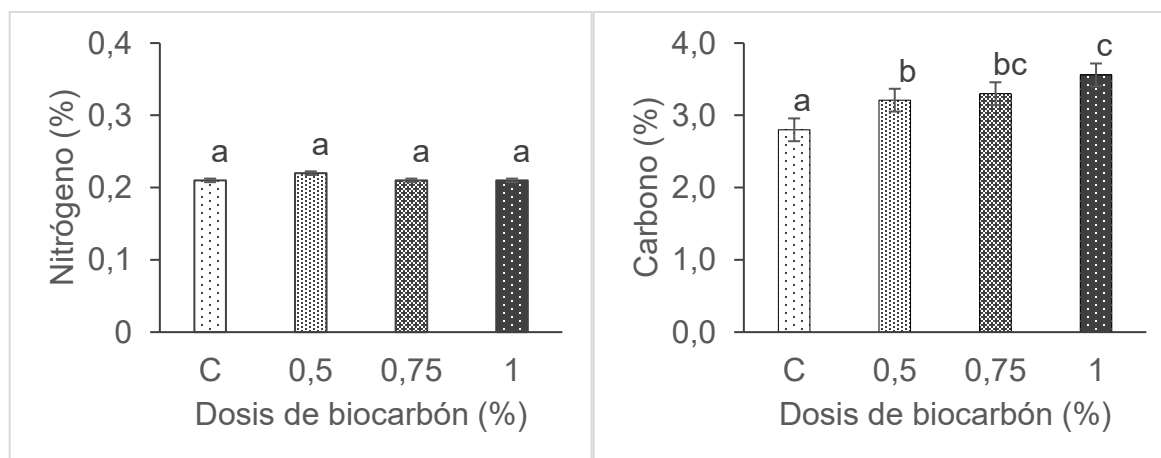 Nitrógeno (%)
0,4
0,3
0,2
0,1
0
a
a
a
a
C
0,5
0,75
1
Dosis de biocarbón (%)
Carbono (%)
4,0
3,0
2,0
1,0
0,0
a
b
bc
c
C
0,5
0,75
1
Dosis de biocarbón (%)